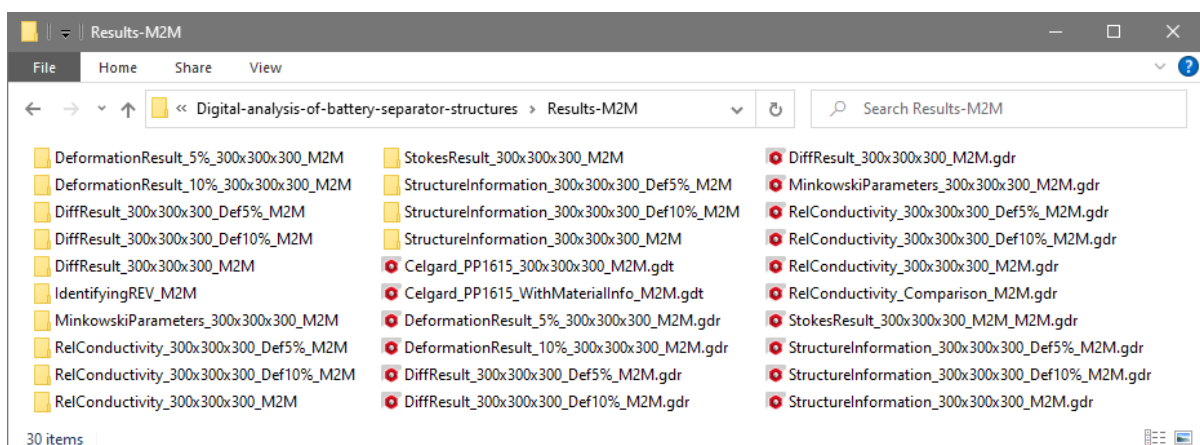 Results-M2M
File Home Share View
« Digital-analysis-of-battery-separator-structures > Results-M2M
Search Results-M2M
DeformationResult_5%_300x300x300_M2M
DeformationResult_10%_300x300x300_M2M
DiffResult_300x300x300_Def5%_M2M
DiffResult_300x300x300_Def10%_M2M
DiffResult_300x300x300_M2M
IdentifyingREV_M2M
MinkowskiParameters_300x300x300_M2M
RelConductivity_300x300x300_Def5%_M2M
RelConductivity_300x300x300_Def10%_M2M
RelConductivity_300x300x300_M2M
StokesResult_300x300x300_M2M
StructureInformation_300x300x300_Def5%_M2M
StructureInformation_300x300x300_Def10%_M2M
StructureInformation_300x300x300_M2M
Celgard_PP1615_300x300x300_M2M.gdt
Celgard_PP1615_WithMaterialInfo_M2M.gdt
DeformationResult_5%_300x300x300_M2M.gdr
DeformationResult_10%_300x300x300_M2M.gdr
DiffResult_300x300x300_Def5%_M2M.gdr
DiffResult_300x300x300_Def10%_M2M.gdr
DiffResult_300x300x300_M2M.gdr
MinkowskiParameters_300x300x300_M2M.gdr
RelConductivity_300x300x300_Def5%_M2M.gdr
RelConductivity_300x300x300_Def10%_M2M.gdr
RelConductivity_300x300x300_M2M.gdr
RelConductivity_Comparison_M2M.gdr
StokesResult_300x300x300_M2M_M2M.gdr
StructureInformation_300x300x300_Def5%_M2M.gdr
StructureInformation_300x300x300_Def10%_M2M.gdr
StructureInformation_300x300x300_M2M.gdr
30 items